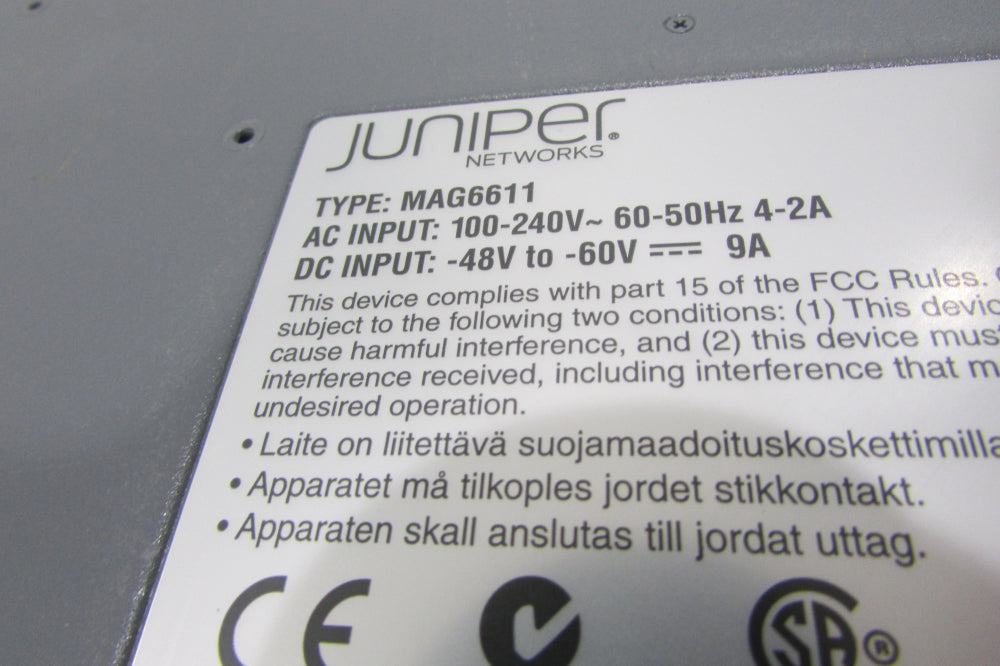 JUNIPer®
NETWORKS
TYPE: MAG6611
AC INPUT: 100-240V~ 60-50Hz 4-2A
DC INPUT: -48V to -60V ⎓ 9A
This device complies with part 15 of the FCC Rules.
subject to the following two conditions: (1) This
cause harmful interference, and (2) this device
interference received, including interference that
undesired operation.
• Laite on liitettävä suojamaadoituskoskettimilla
• Apparatet må tilkoples jordet stikkontakt.
• Apparaten skall anslutas till jordat uttag.
CE
SA®